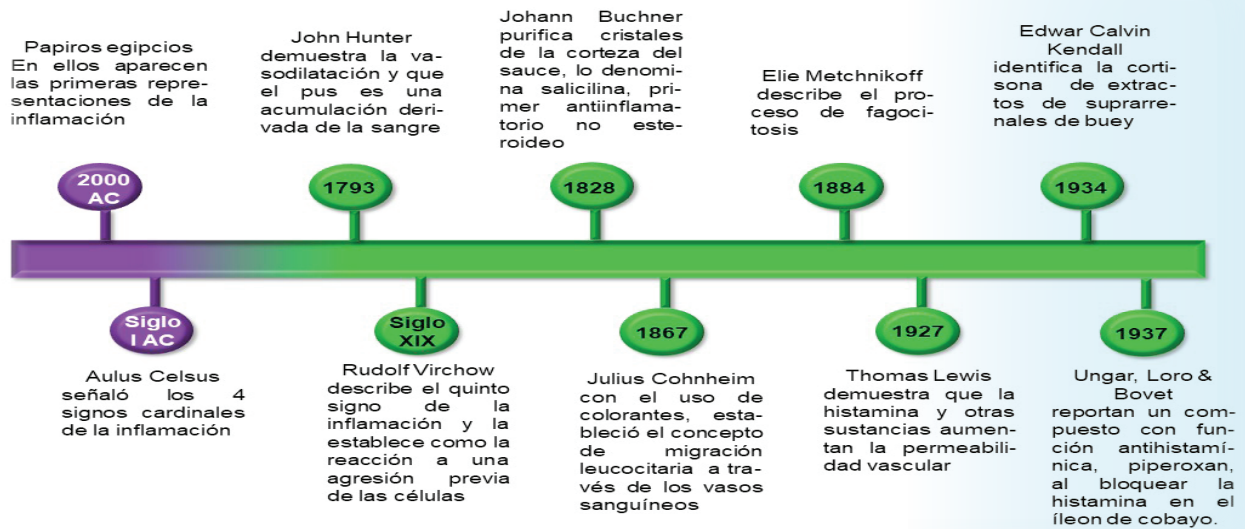 Papiros egipcios
En ellos aparecen
las primeras repre-
sentaciones de la
inflamación
2000
AC
John Hunter
demuestra la va-
sodilatación y que
el pus es una
acumulación deri-
vada de la sangre
1793
Johann Buchner
purifica cristales
de la corteza del
sauce, lo denomi-
na salicilina, pri-
mer antiinflama-
torio no este-
roideo
1828
Elie Metchnikoff
describe el pro-
ceso de fagoci-
tosis
1884
Edwar Calvin
Kendall
identifica la corti-
sona de extrac-
tos de suprarre-
nales de buey
1934
Siglo
I AC
Aulus Celsus
señaló los 4
signos cardinales
de la inflamación
Siglo
XIX
Rudolf Virchow
describe el quinto
signo de la
inflamación y la
establece como la
reacción a una
agresión previa
de las células
1867
Julius Cohnheim
con el uso de
colorantes, esta-
bleció el concepto
de migración
leucocitaria a tra-
vés de los vasos
sanguíneos
1927
Thomas Lewis
demuestra que la
histamina y otras
sustancias aumen-
tan la permeabili-
dad vascular
1937
Ungar, Loro &
Bovet
reportan un com-
puesto con fun-
ción antihistamí-
nica, piperoxan,
al bloquear la
histamina en el
íleon de cobayo.